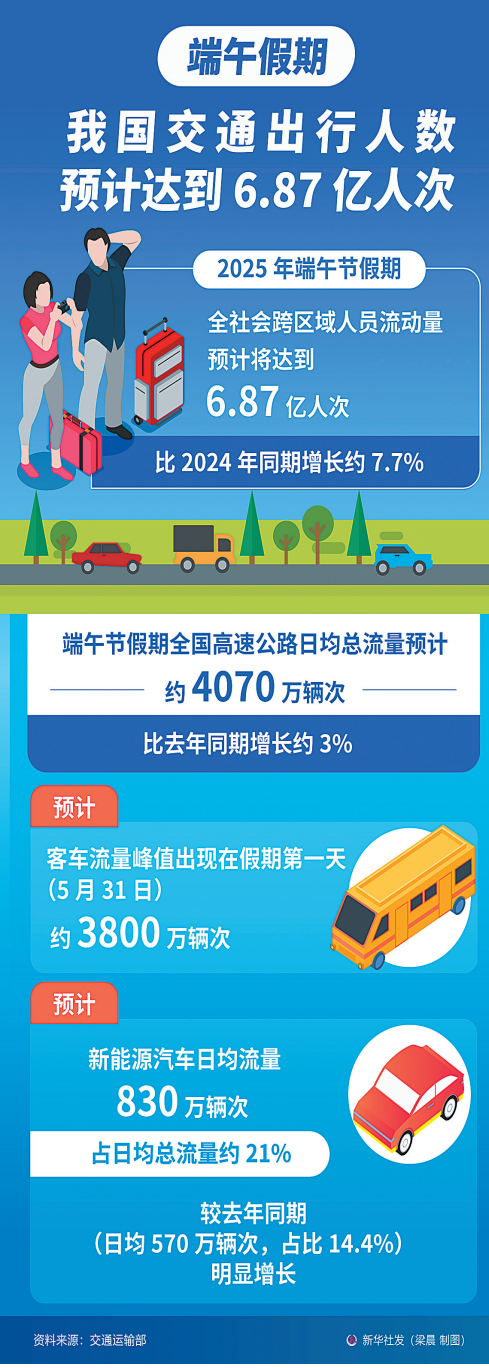 端午假期
我国交通出行人数
预计达到 6.87 亿人次
2025 年端午节假期
全社会跨区域人员流动量
预计将达到
6.87 亿人次
比 2024 年同期增长约 7.7%
端午节假期全国高速公路日均总流量预计
约 4070 万辆次
比去年同期增长约 3%
预计
客车流量峰值出现在假期第一天
（5 月 31 日）
约 3800 万辆次
预计
新能源汽车日均流量
830 万辆次
占日均总流量约 21%
较去年同期
（日均 570 万辆次，占比 14.4%）
明显增长
资料来源：交通运输部
新华社发（梁晨 制图）